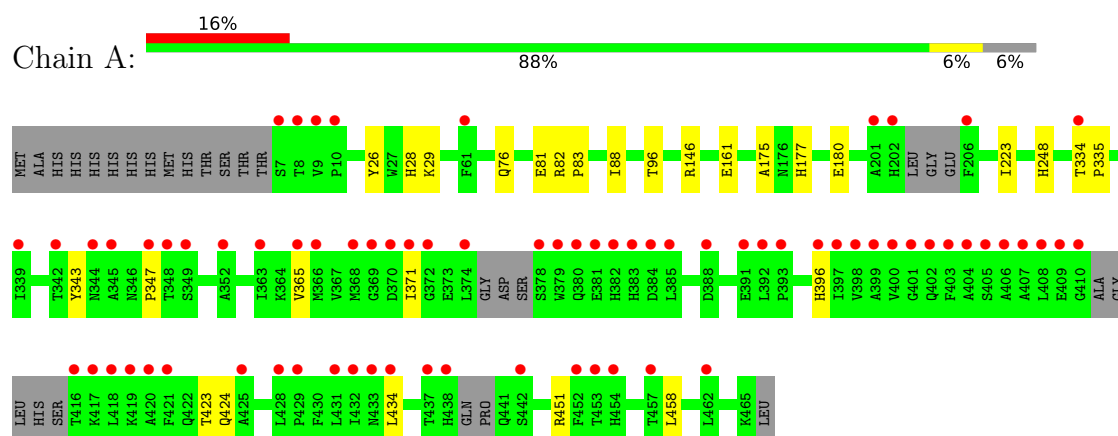 16%
Chain A:
88% 6% 6%
MET ALA HIS HIS HIS HIS HIS HIS MET HIS THR SER THR THR S7 T8 V9 P10 Y26 W27 H28 K29 F61 Q76 E81 R82 P83 I88 T96 R146 E161 A175 N176 H177 E180 A201 H202 LEU GLY GLU F206 I223 H248 T334 P335
I339 T342 Y343 N344 A345 N346 P347 T348 S349 A352 I363 K364 V365 M366 V367 M368 G369 D370 I371 G372 E373 L374 GLY ASP SER S378 W379 Q380 E381 H382 H383 D384 L385 D388 E391 L392 P393 H396 I397 V398 A399 V400 G401 Q402 F403 A404 S405 A406 A407 L408 E409 G410 ALA GLY
LEU HIS SER T416 K417 L418 K419 A420 F421 Q422 T423 Q424 A425 L428 P429 F430 L431 I432 N433 L434 T437 H438 GLN PRO Q441 S442 R451 F452 T453 H454 T457 L458 L462 K465 LEU